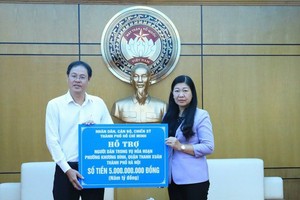 NHÂN DÂN, CÁN BỘ, CHIẾN SỸ
THÀNH PHỐ HỒ CHÍ MINH
HỖ TRỢ
NGƯỜI DÂN TRONG VỤ HỎA HOẠN
PHƯỜNG KHƯƠNG ĐÌNH, QUẬN THANH XUÂN
THÀNH PHỐ HÀ NỘI
SỐ TIỀN 5.000.000.000 ĐỒNG
(Năm tỷ đồng)